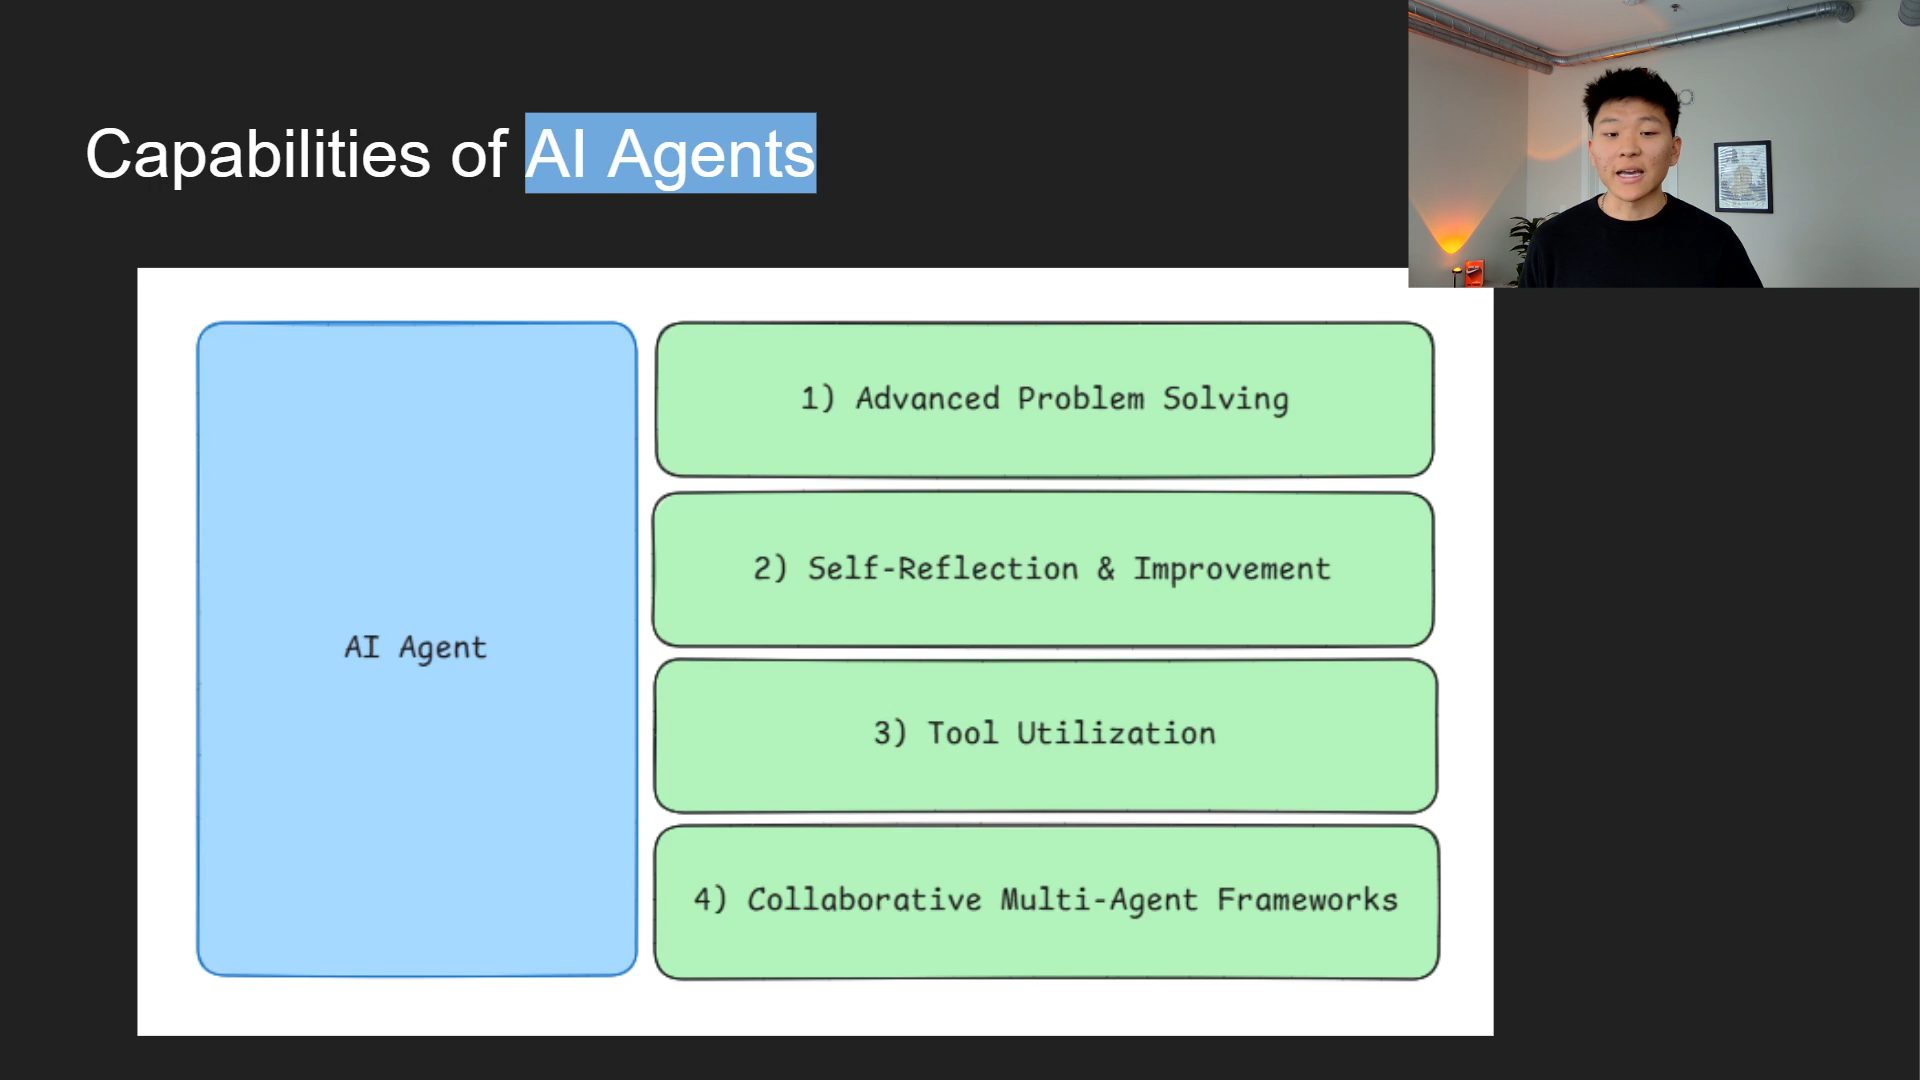 Capabilities of AI Agents
AI Agent
1) Advanced Problem Solving
2) Self-Reflection & Improvement
3) Tool Utilization
4) Collaborative Multi-Agent Frameworks